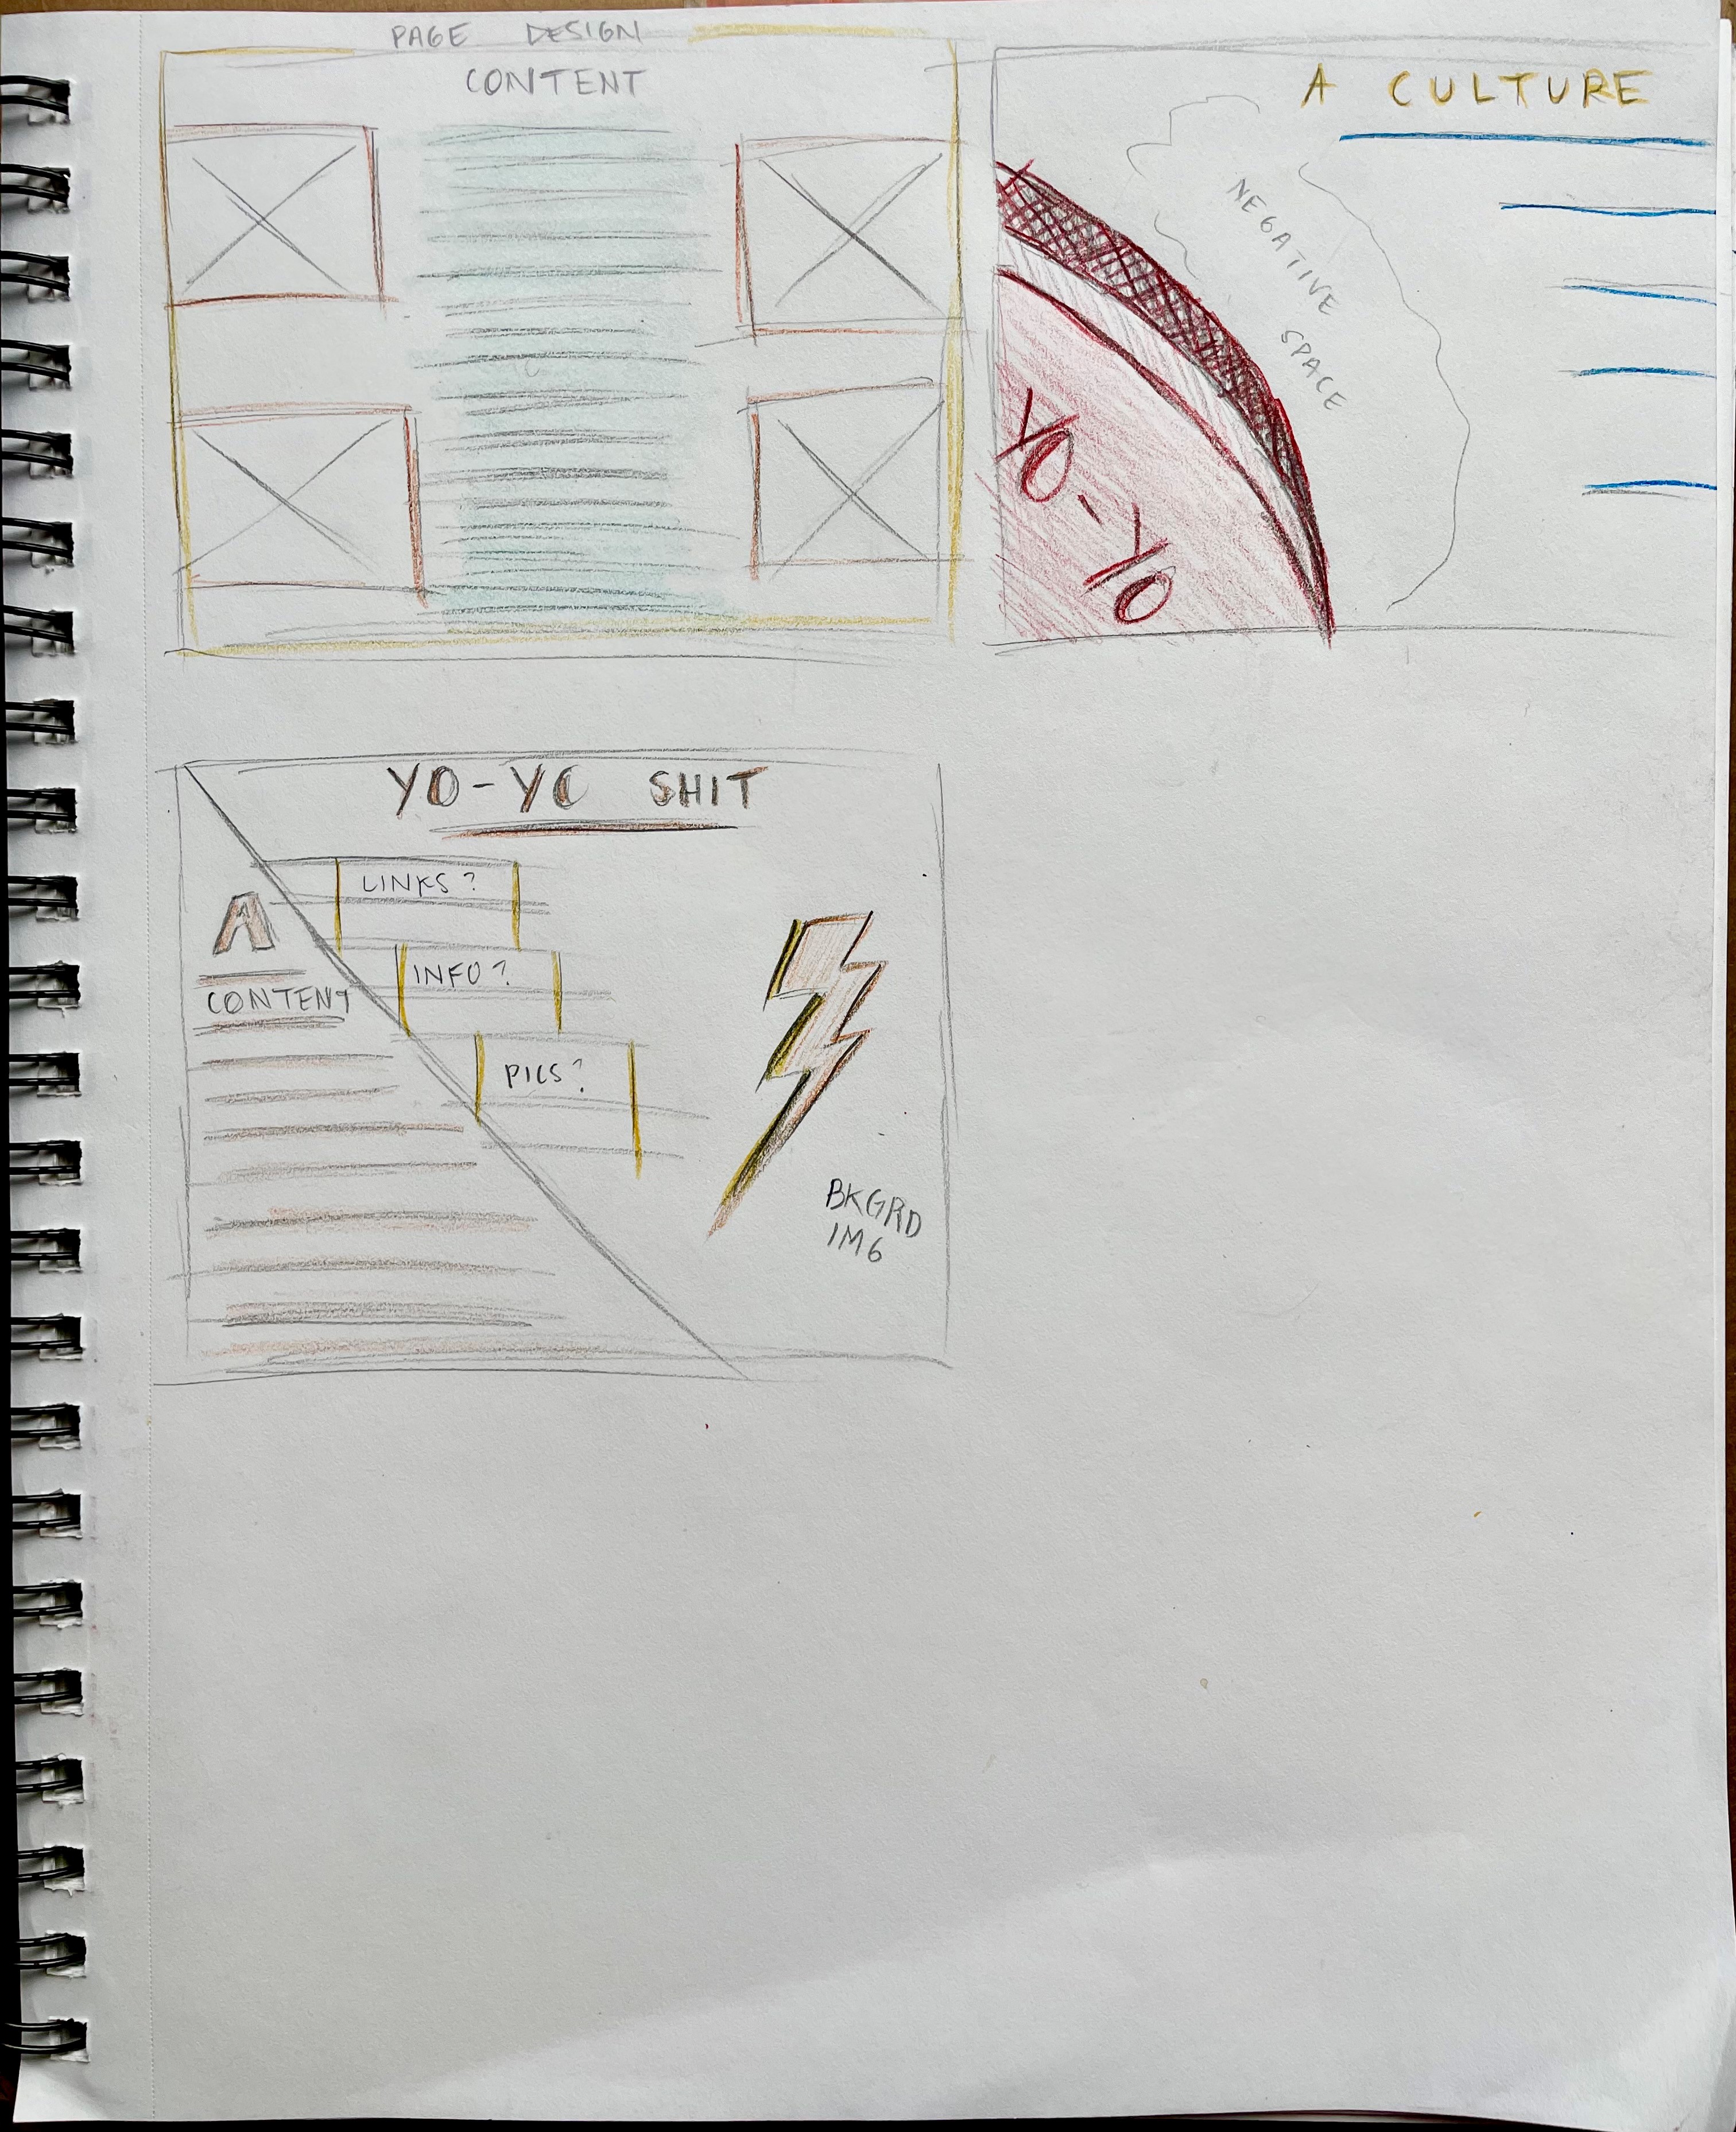 PAGE DESIGN
CONTENT
A CULTURE
NEGATIVE
SPACE
YO-YO
YO-YO SHIT
LINKS?
A
INFO?
CONTENT
PICS?
BKGRD
IMG